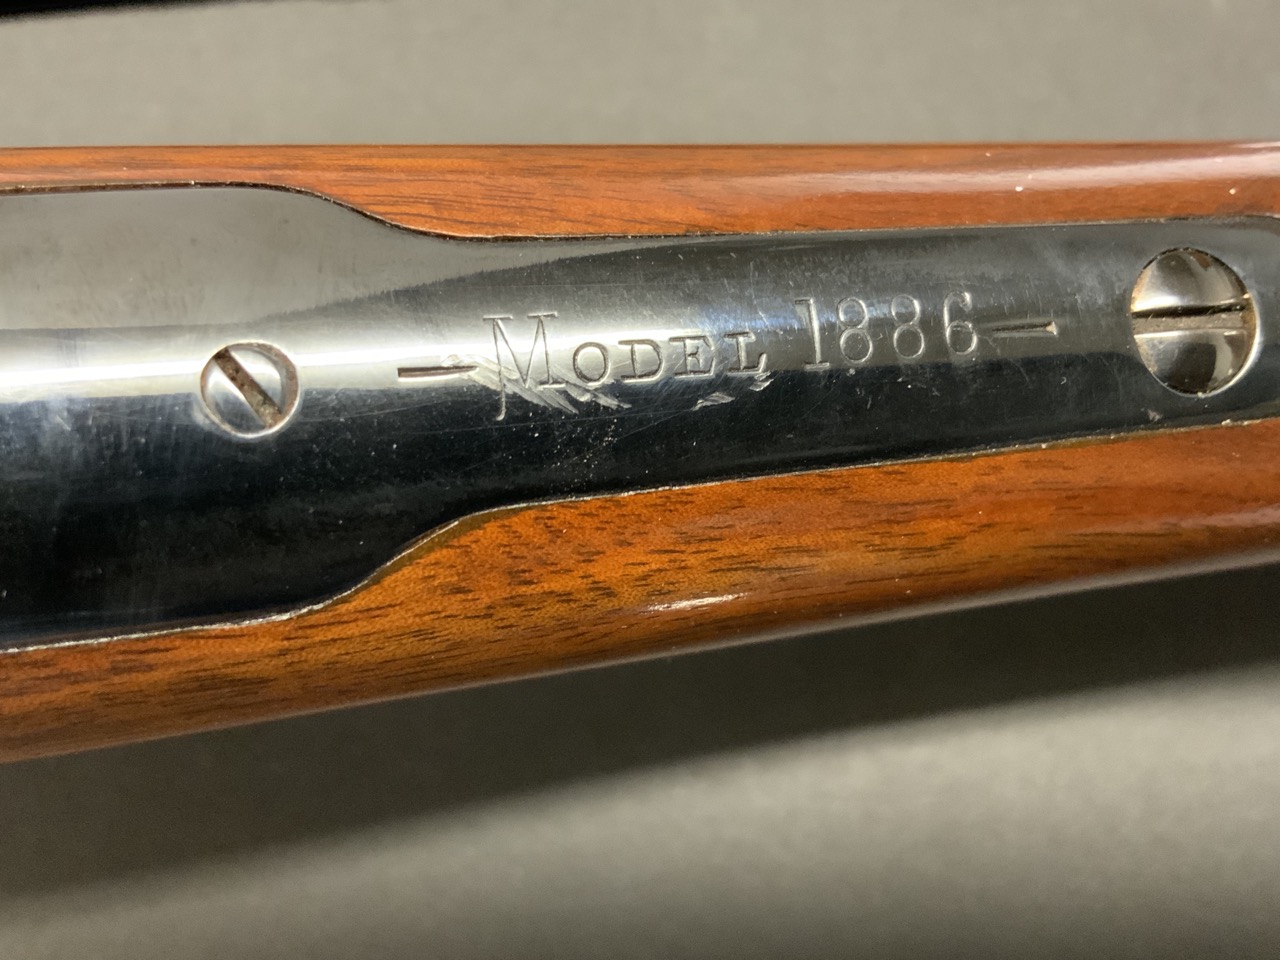 — MODEL 1886 —